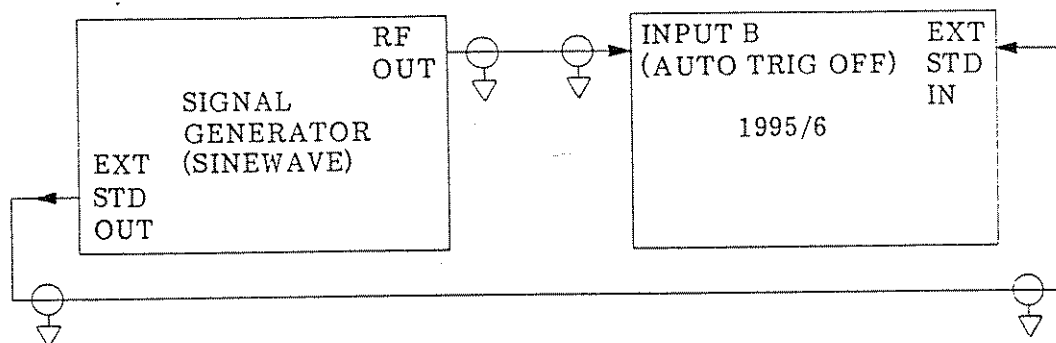 RF
OUT
SIGNAL
GENERATOR
(SINEWAVE)
EXT
STD
OUT
INPUT B
(AUTO TRIG OFF)
1995/6
EXT
STD
IN